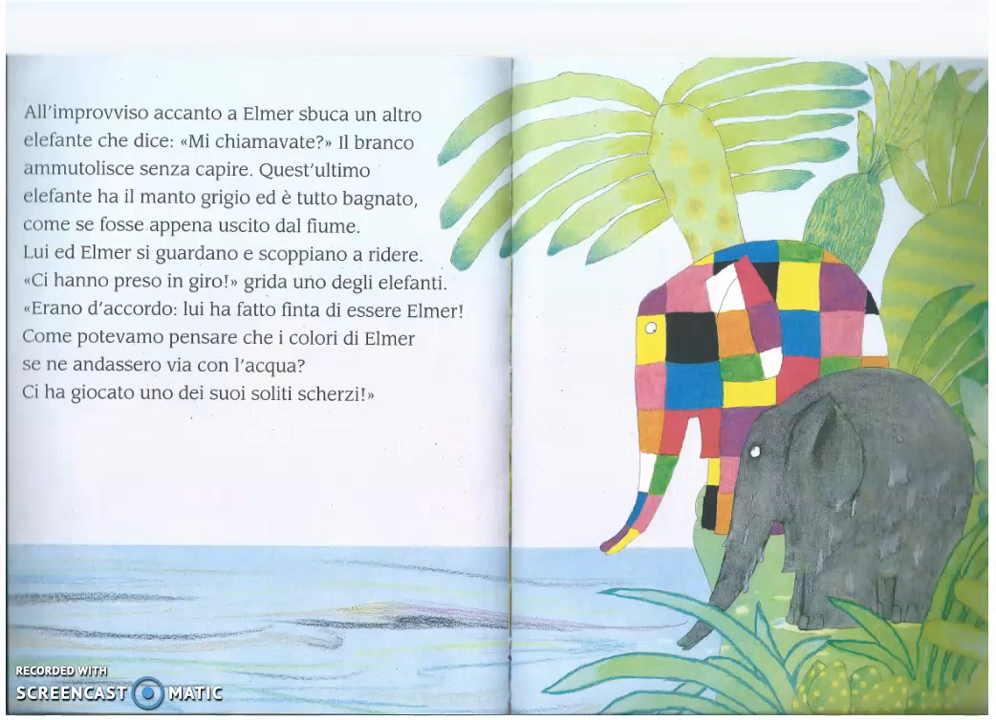 All'improvviso accanto a Elmer sbuca un altro
elefante che dice: «Mi chiamavate?» Il branco
ammutolisce senza capire. Quest'ultimo
elefante ha il manto grigio ed è tutto bagnato,
come se fosse appena uscito dal fiume.
Lui ed Elmer si guardano e scoppiano a ridere.
«Ci hanno preso in giro!» grida uno degli elefanti.
«Erano d'accordo: lui ha fatto finta di essere Elmer!
Come potevamo pensare che i colori di Elmer
se ne andassero via con l'acqua?
Ci ha giocato uno dei suoi soliti scherzi!»
RECORDED WITH
SCREENCAST MATIC